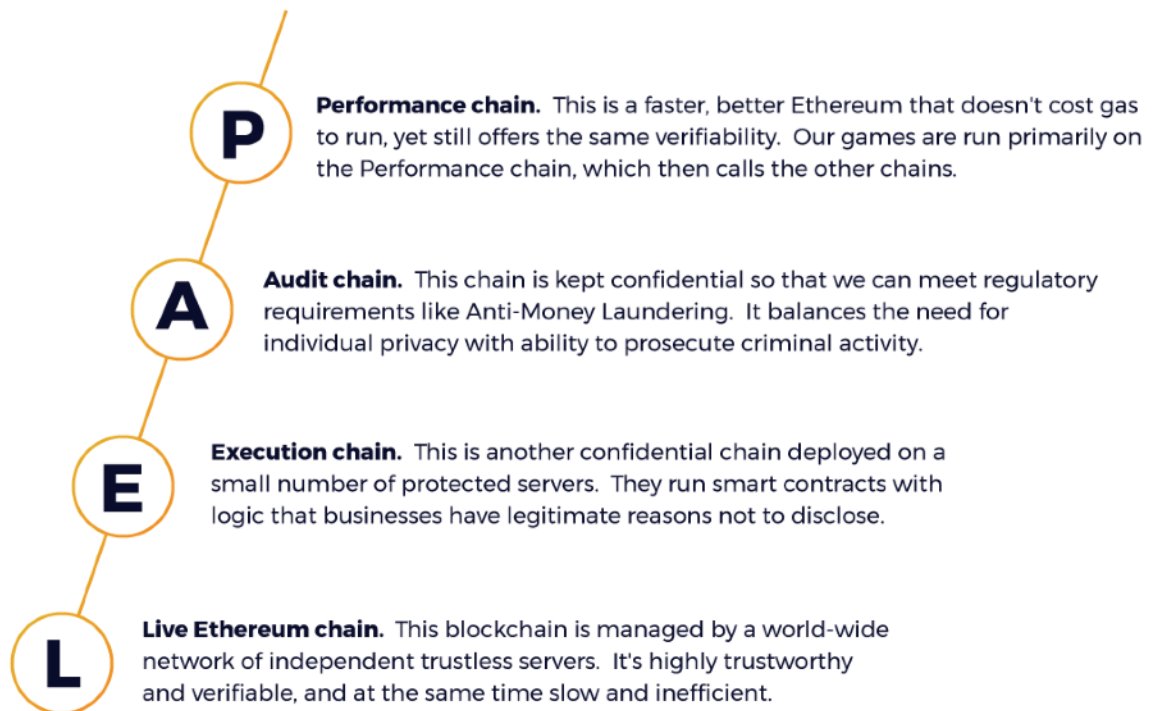 P
Performance chain. This is a faster, better Ethereum that doesn't cost gas
to run, yet still offers the same verifiability. Our games are run primarily on
the Performance chain, which then calls the other chains.
A
Audit chain. This chain is kept confidential so that we can meet regulatory
requirements like Anti-Money Laundering. It balances the need for
individual privacy with ability to prosecute criminal activity.
E
Execution chain. This is another confidential chain deployed on a
small number of protected servers. They run smart contracts with
logic that businesses have legitimate reasons not to disclose.
L
Live Ethereum chain. This blockchain is managed by a world-wide
network of independent trustless servers. It's highly trustworthy
and verifiable, and at the same time slow and inefficient.